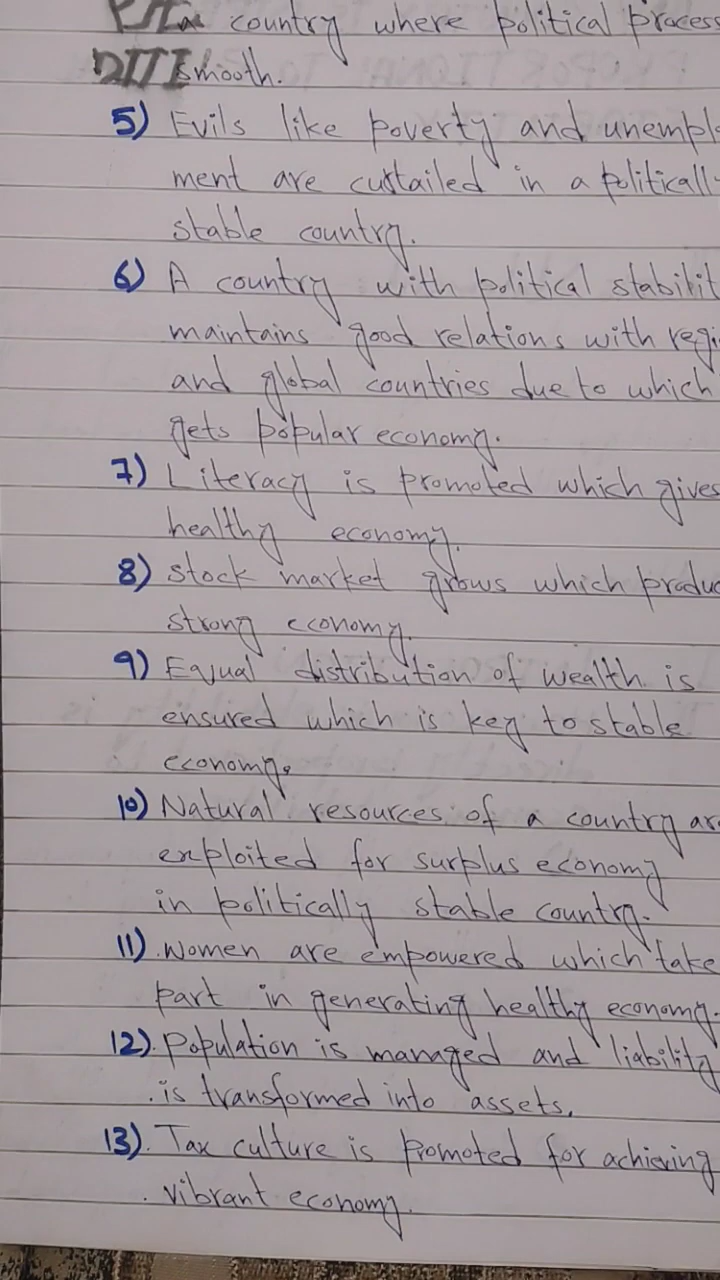 a country where political process
smooth.
5) Evils like poverty and unempl
ment are custailed in a politicall
stable country.
6) A country with political stabilit
maintains good relations with regi
and global countries due to which
gets popular economy.
7) Literacy is promoted which gives
healthy economy.
8) Stock market grows which produc
strong economy.
9) Equal distribution of wealth is
ensured which is key to stable
economy.
10) Natural resources of a country ar
exploited for surplus economy
in politically stable country.
11). Women are empowered which take
part in generating healthy economy.
12). Population is managed and liability
is transformed into assets.
13). Tax culture is promoted for achieving
vibrant economy.